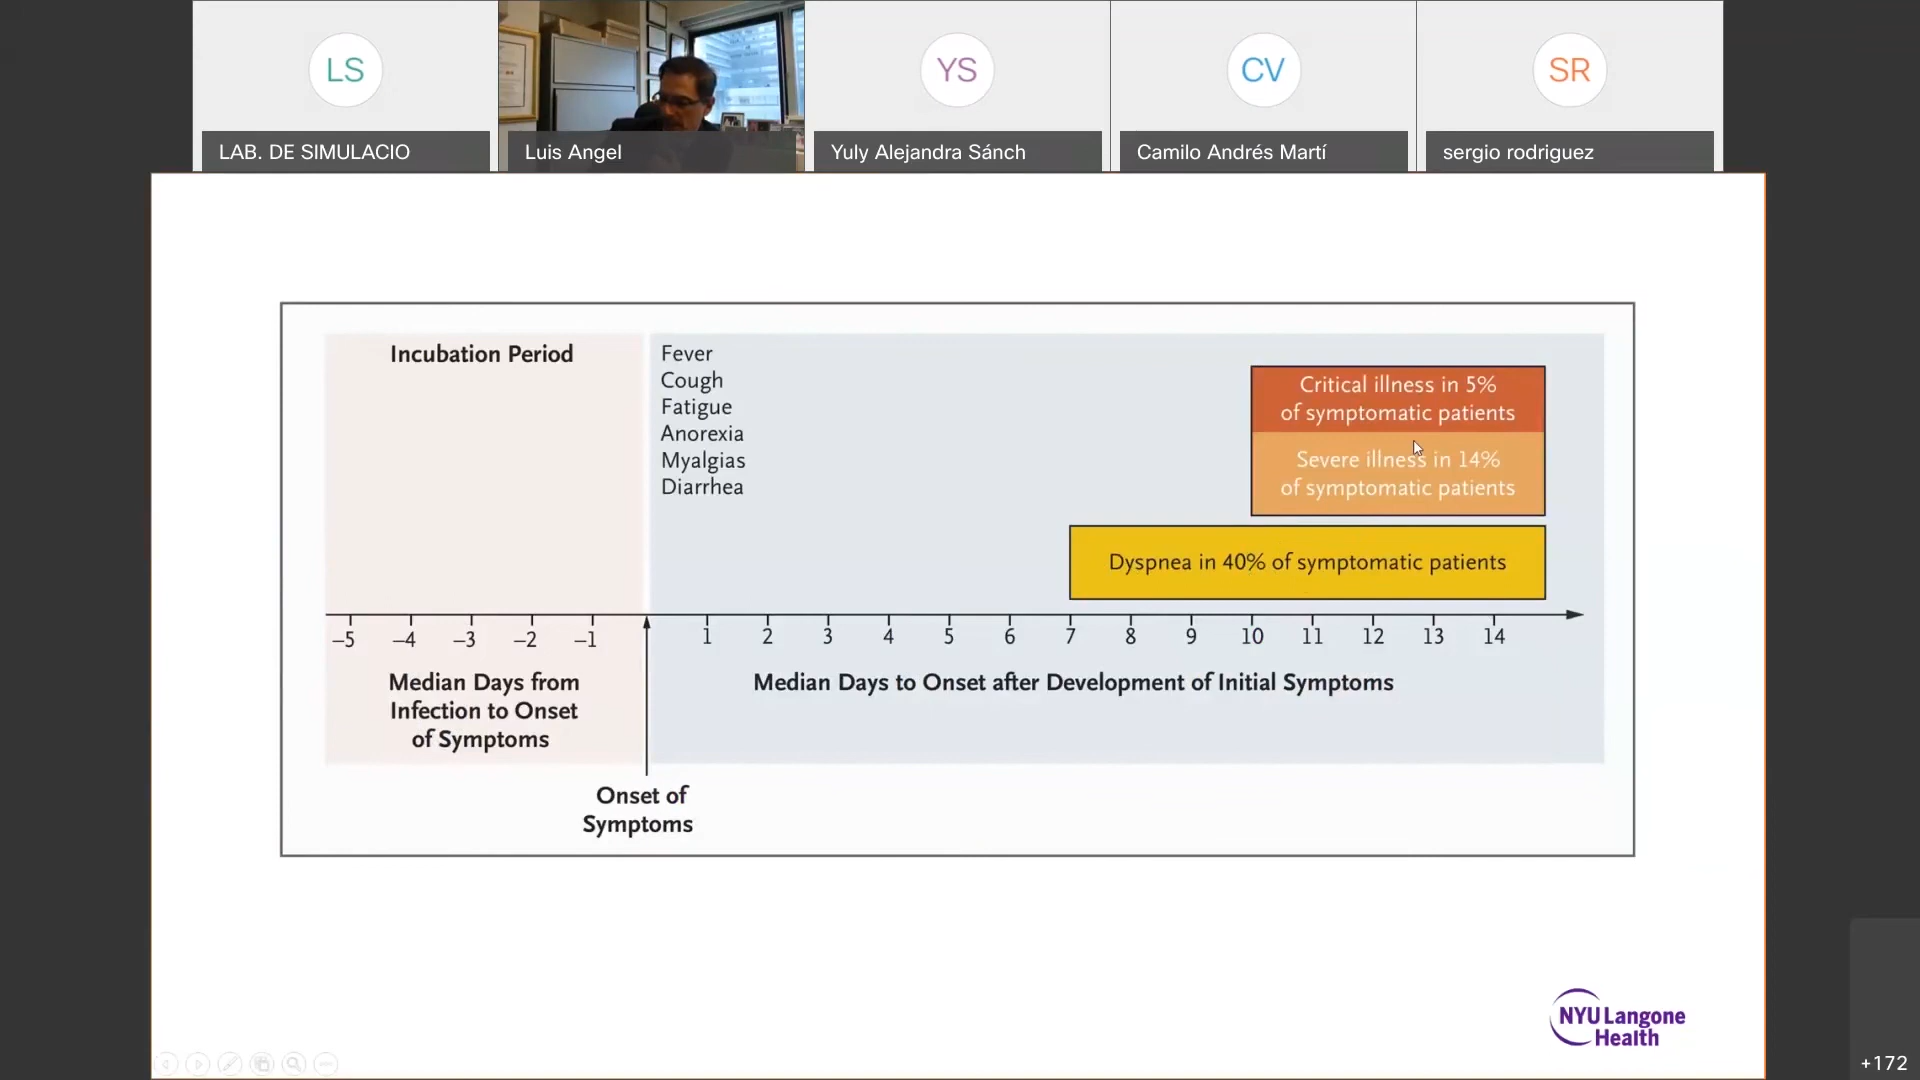 LS
YS
CV
SR
LAB. DE SIMULACIO
Luis Angel
Yuly Alejandra Sánch
Camilo Andrés Martí
sergio rodriguez
Incubation Period
Fever
Cough
Fatigue
Anorexia
Myalgias
Diarrhea
Critical illness in 5%
of symptomatic patients
Severe illness in 14%
of symptomatic patients
Dyspnea in 40% of symptomatic patients
–5 –4 –3 –2 –1 1 2 3 4 5 6 7 8 9 10 11 12 13 14
Median Days from
Infection to Onset
of Symptoms
Median Days to Onset after Development of Initial Symptoms
Onset of
Symptoms
NYU Langone
Health
+172